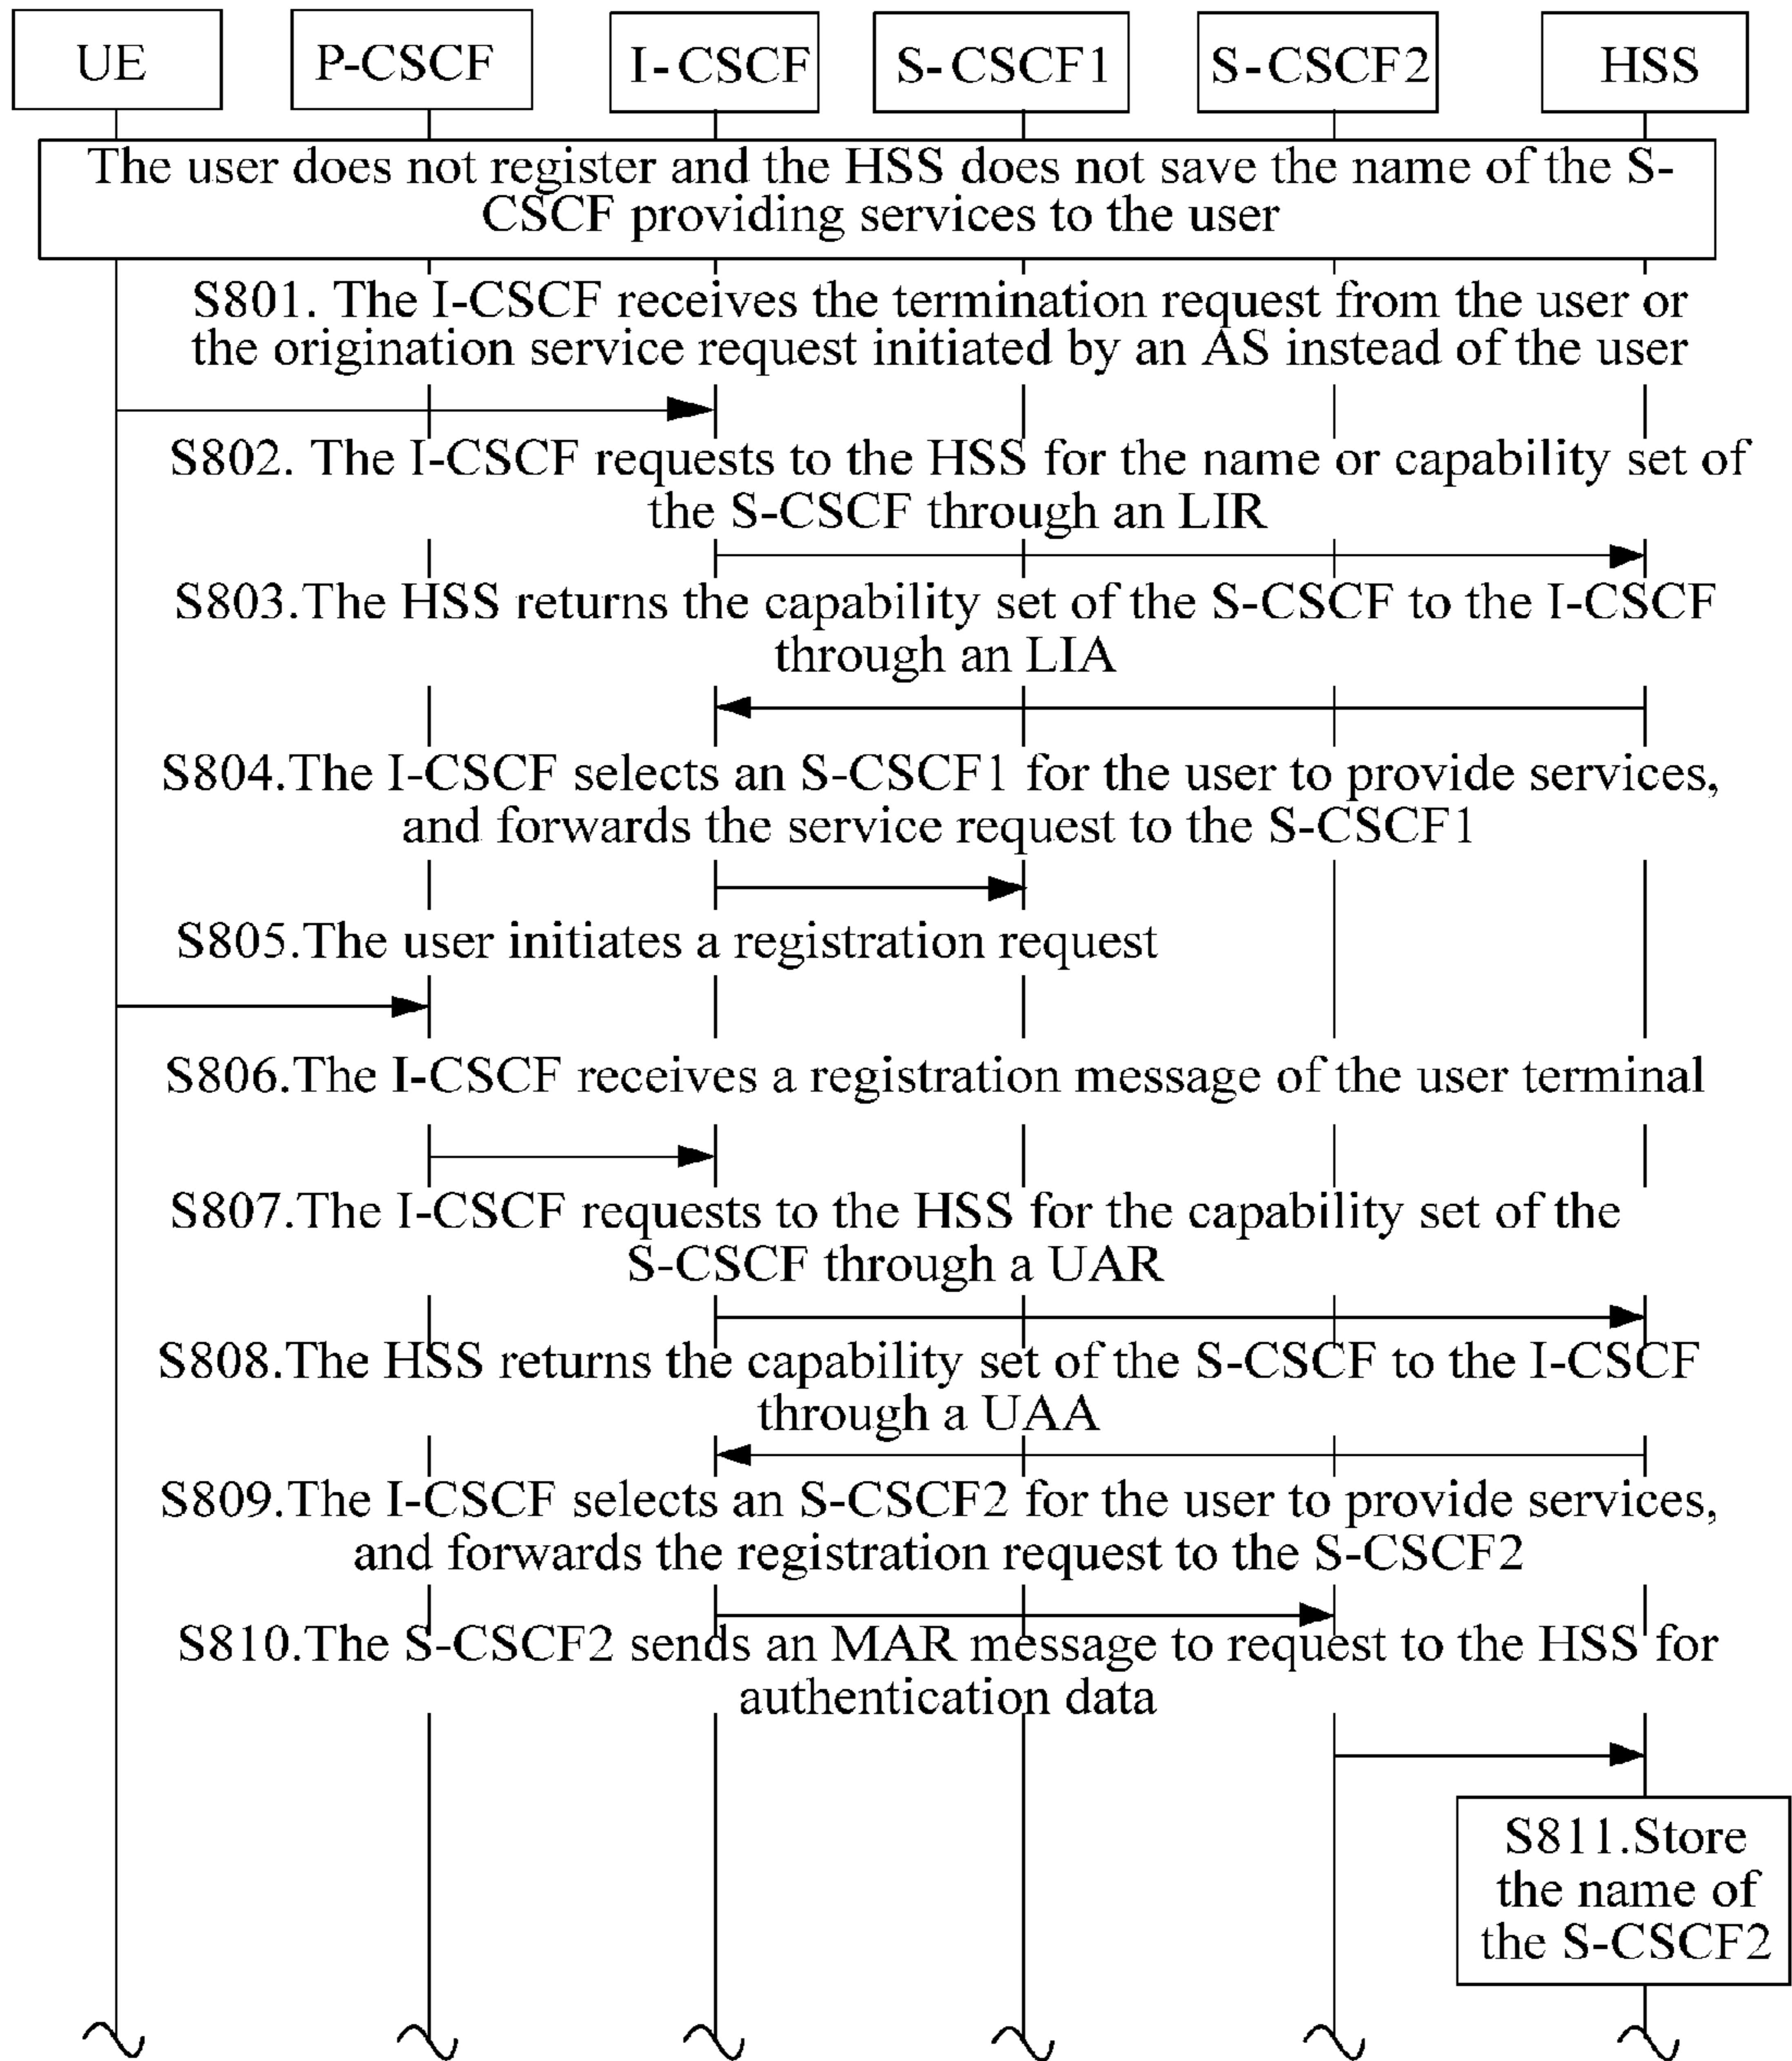 UE
P-CSCF
I-CSCF
S-CSCF1
S-CSCF2
HSS
The user does not register and the HSS does not save the name of the S-
CSCF providing services to the user
S801. The I-CSCF receives the termination request from the user or
the origination service request initiated by an AS instead of the user
S802. The I-CSCF requests to the HSS for the name or capability set of
the S-CSCF through an LIR
S803.The HSS returns the capability set of the S-CSCF to the I-CSCF
through an LIA
S804.The I-CSCF selects an S-CSCF1 for the user to provide services,
and forwards the service request to the S-CSCF1
S805.The user initiates a registration request
S806.The I-CSCF receives a registration message of the user terminal
S807.The I-CSCF requests to the HSS for the capability set of the
S-CSCF through a UAR
S808.The HSS returns the capability set of the S-CSCF to the I-CSCF
through a UAA
S809.The I-CSCF selects an S-CSCF2 for the user to provide services,
and forwards the registration request to the S-CSCF2
S810.The S-CSCF2 sends an MAR message to request to the HSS for
authentication data
S811.Store
the name of
the S-CSCF2